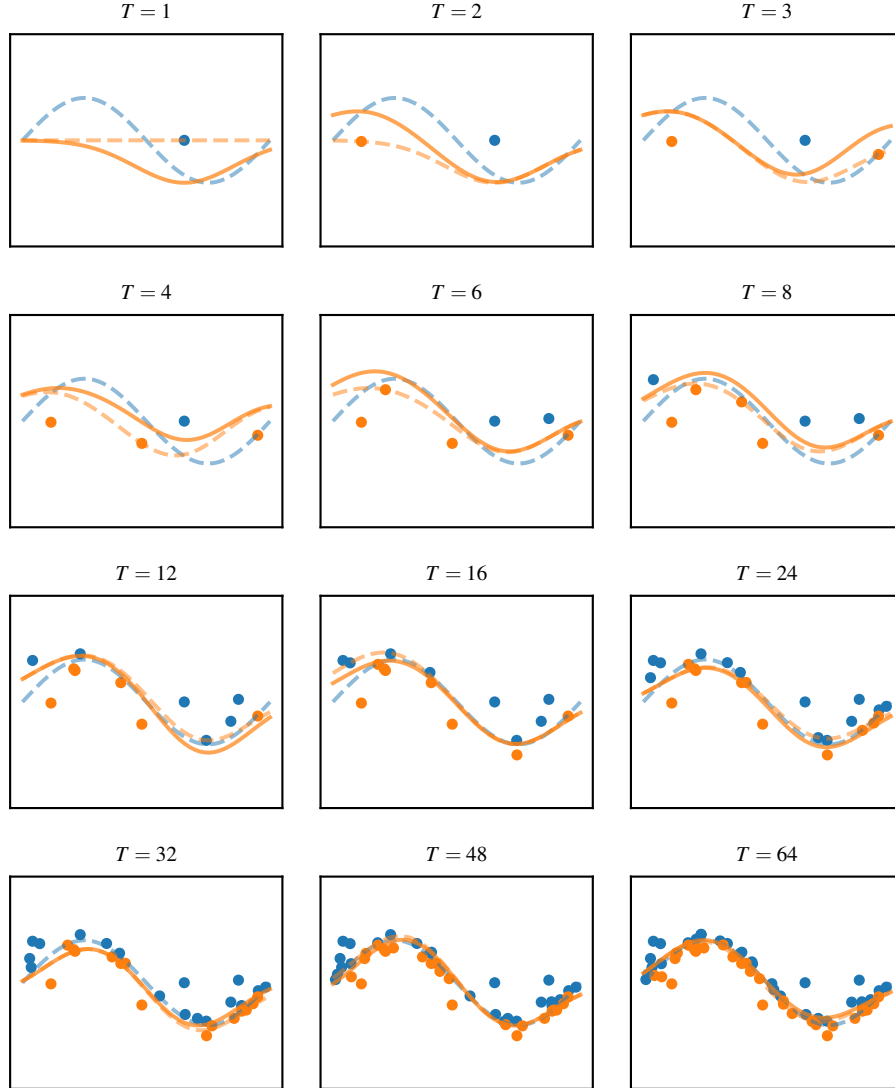 T = 1
T = 2
T = 3
T = 4
T = 6
T = 8
T = 12
T = 16
T = 24
T = 32
T = 48
T = 64